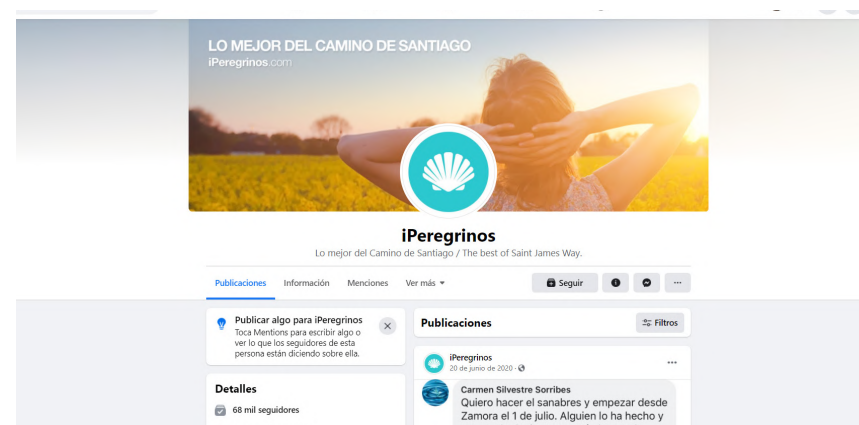 LO MEJOR DEL CAMINO DE SANTIAGO
iPeregrinos.com
iPeregrinos
Lo mejor del Camino de Santiago / The best of Saint James Way.
Publicaciones Información Menciones Ver más
Seguir
Publicar algo para iPeregrinos
Toca Mentions para escribir algo o
ver lo que los seguidores de esta
persona están diciendo sobre ella.
Detalles
68 mil seguidores
Publicaciones
Filtros
iPeregrinos
20 de junio de 2020 ·
Carmen Silvestre Sorribes
Quiero hacer el sanabres y empezar desde
Zamora el 1 de julio. Alguien lo ha hecho y